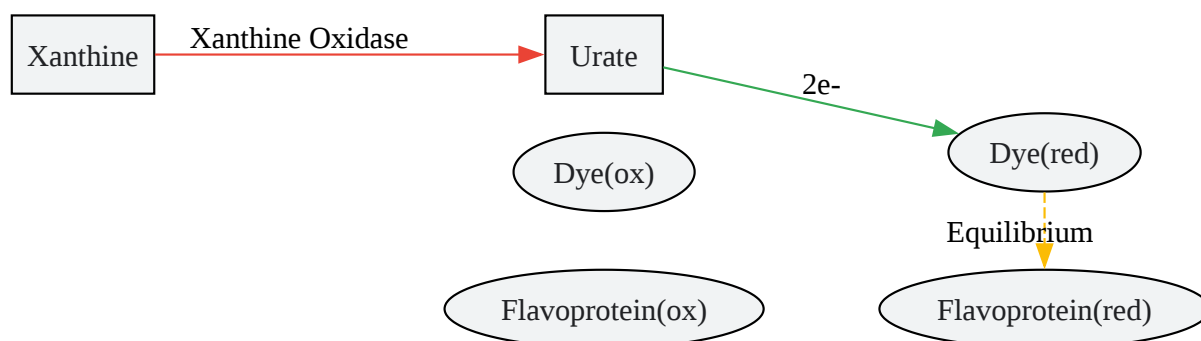 Xanthine
Xanthine Oxidase
Urate
2e-
Dye(red)
Dye(ox)
Equilibrium
Flavoprotein(ox)
Flavoprotein(red)